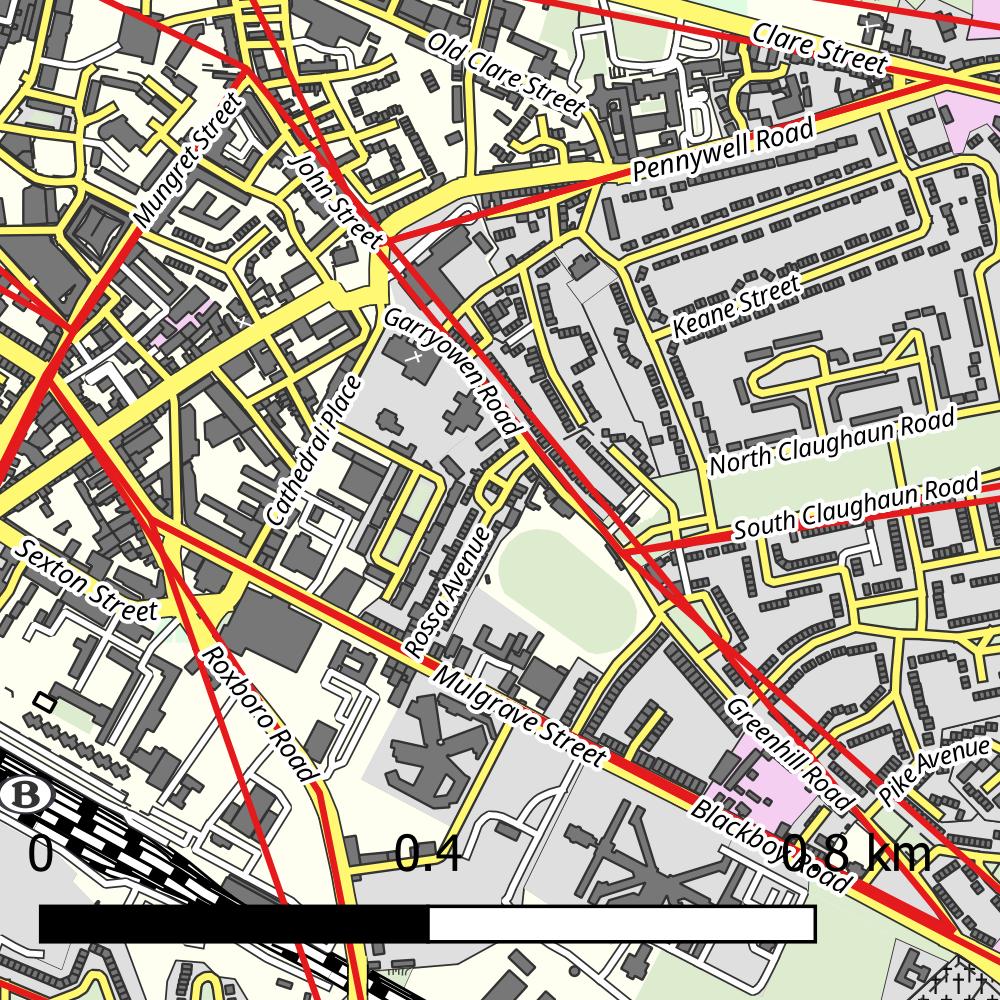 Clare Street
Old Clare Street
Mungret Street
Pennywell Road
John Street
Keane Street
Garryowen Road
Cathedral Place
North Claughaun Road
South Claughaun Road
Sexton Street
Rossa Avenue
Roxboro Road
Mulgrave Street
Greenhill Road
Pike Avenue
B
Blackboy Road
0 0.4 0.8 km